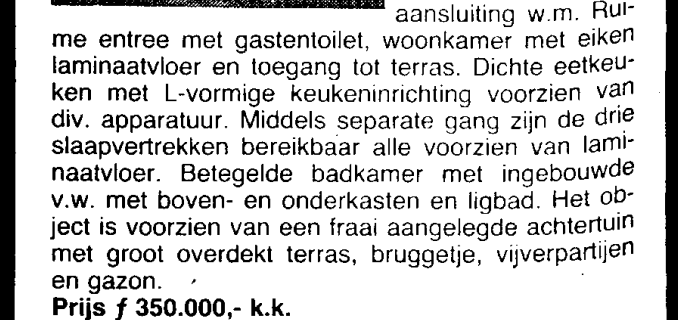 aansluiting w.m. Rui-
me entree met gastentoilet, woonkamer met eiken
laminaatvloer en toegang tot terras. Dichte eetkeu-
ken met L-vormige keukeninrichting voorzien van
div. apparatuur. Middels separate gang zijn de drie
slaapvertrekken bereikbaar alle voorzien van lami-
naatvloer. Betegelde badkamer met ingebouwde
v.w. met boven- en onderkasten en ligbad. Het ob-
ject is voorzien van een fraai aangelegde achtertuin
met groot overdekt terras, bruggetje, vijverpartijen
en gazon.
Prijs ƒ 350.000,- k.k.